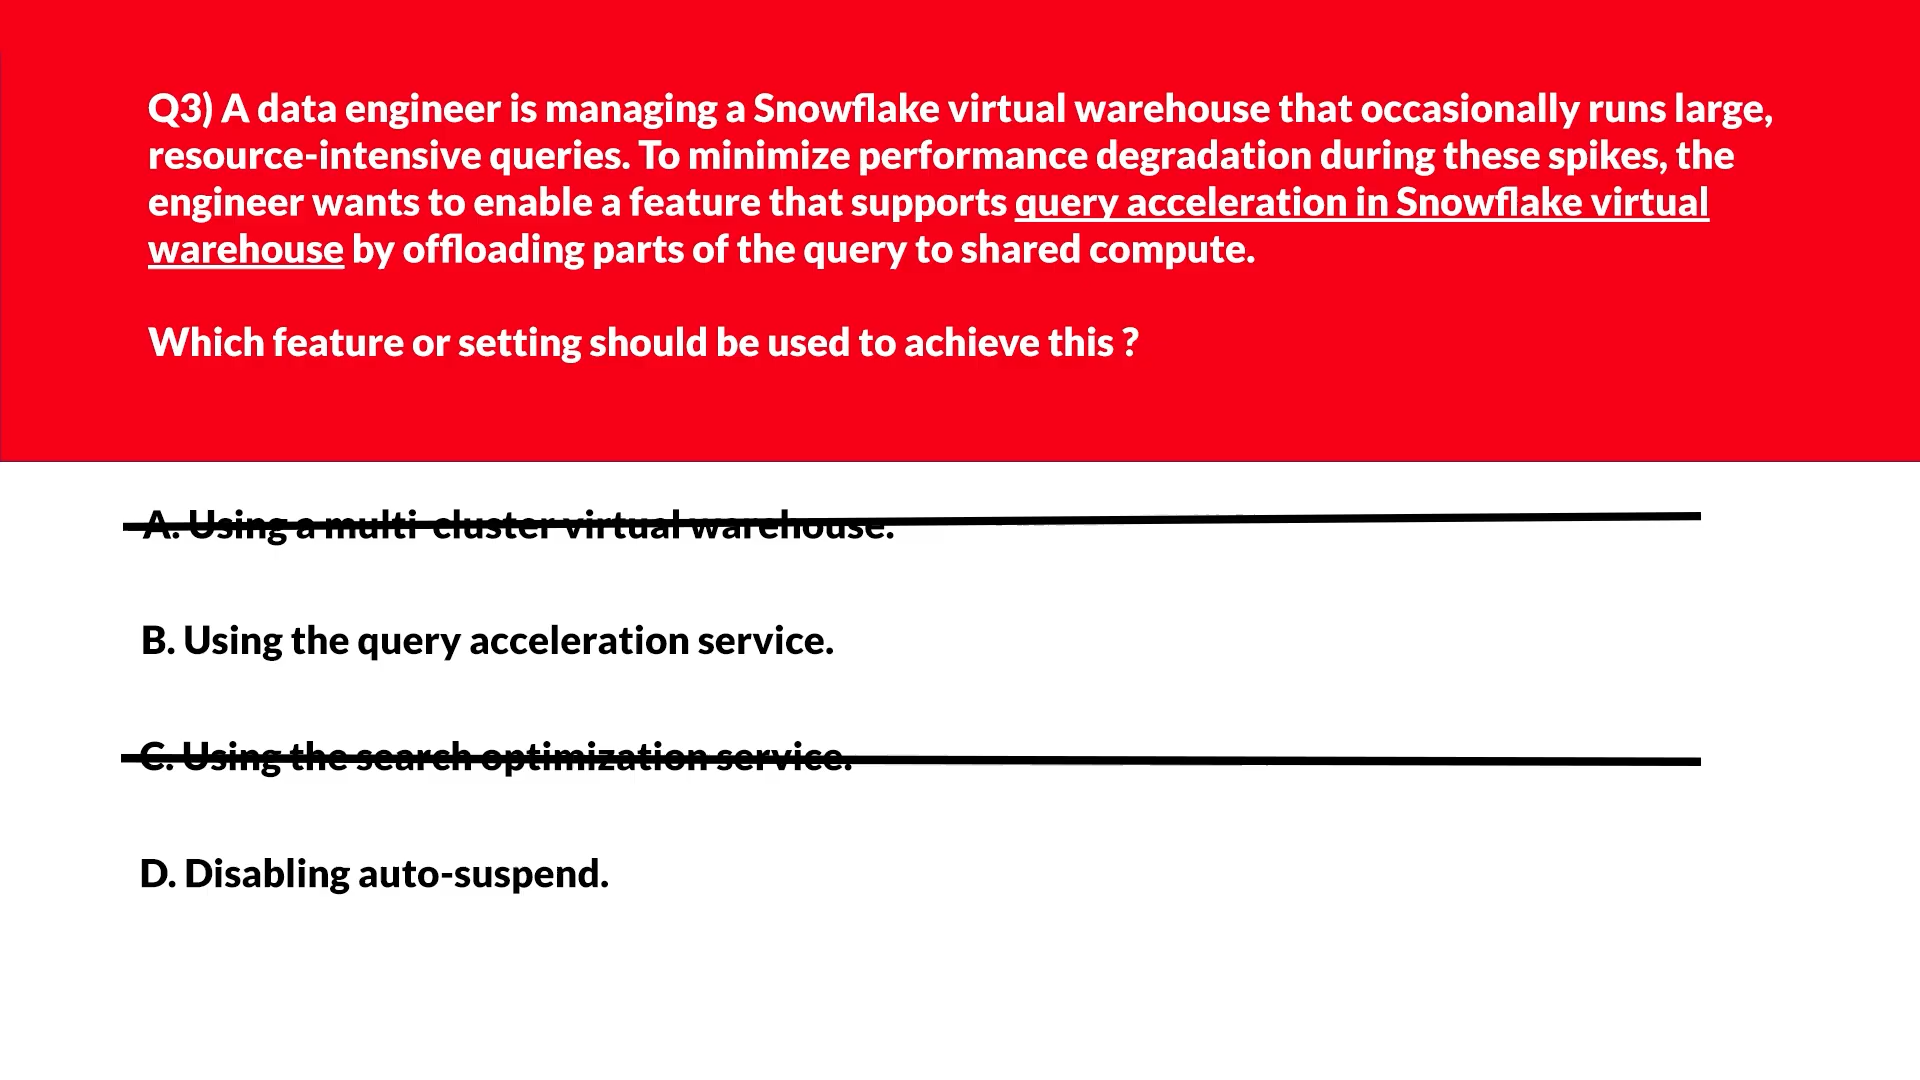 Q3) A data engineer is managing a Snowflake virtual warehouse that occasionally runs large,
resource-intensive queries. To minimize performance degradation during these spikes, the
engineer wants to enable a feature that supports query acceleration in Snowflake virtual
warehouse by offloading parts of the query to shared compute.
Which feature or setting should be used to achieve this ?
A. Using a multi-cluster virtual warehouse.
B. Using the query acceleration service.
C. Using the search optimization service.
D. Disabling auto-suspend.